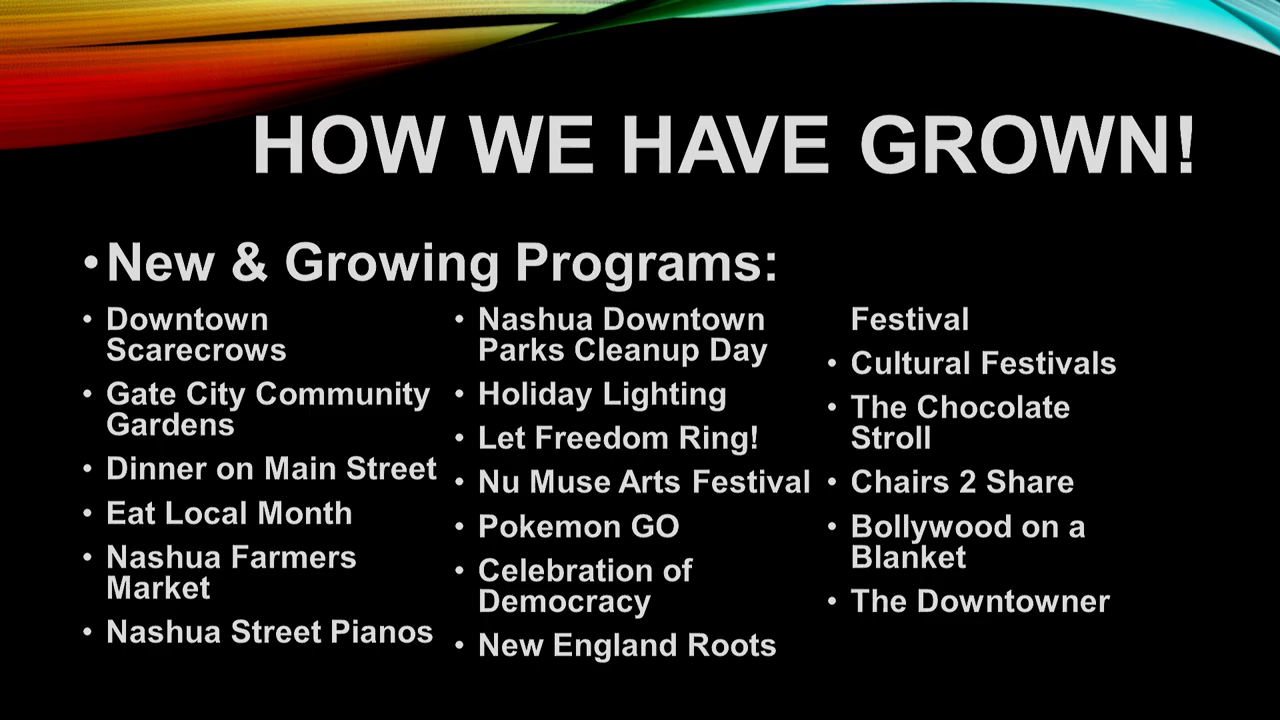 HOW WE HAVE GROWN!
•New & Growing Programs:
• Downtown
Scarecrows
• Gate City Community
Gardens
• Dinner on Main Street
• Eat Local Month
• Nashua Farmers
Market
• Nashua Street Pianos
• Nashua Downtown
Parks Cleanup Day
• Holiday Lighting
• Let Freedom Ring!
• Nu Muse Arts Festival
• Pokemon GO
• Celebration of
Democracy
• New England Roots
Festival
• Cultural Festivals
• The Chocolate
Stroll
• Chairs 2 Share
• Bollywood on a
Blanket
• The Downtowner